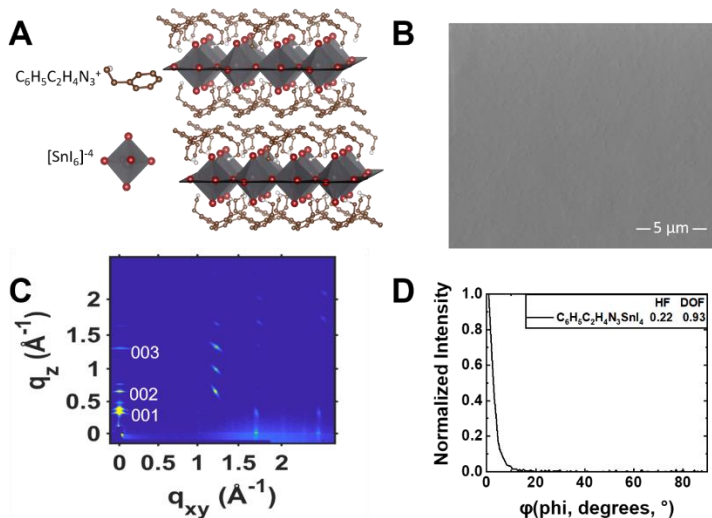 A
C₆H₅C₂H₄N₃⁺
[SnI₆]⁻⁴
B
5 µm
C
q_z (Å⁻¹)
2
1.5
1
0.5
0
003
002
001
0 0.5 1 1.5 2
q_xy (Å⁻¹)
D
Normalized Intensity
1.0
0.8
0.6
0.4
0.2
0.0
HF DOF
C₆H₅C₂H₄N₃SnI₄ 0.22 0.93
0 20 40 60 80
φ(phi, degrees, °)